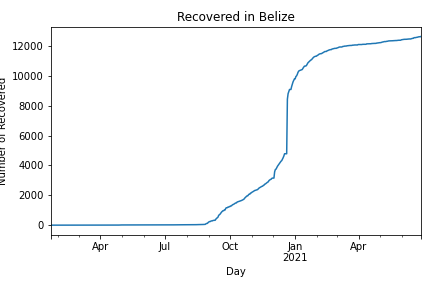 Recovered in Belize
Number of Recovered
12000
10000
8000
6000
4000
2000
0
Apr
Jul
Oct
Jan
2021
Apr
Day